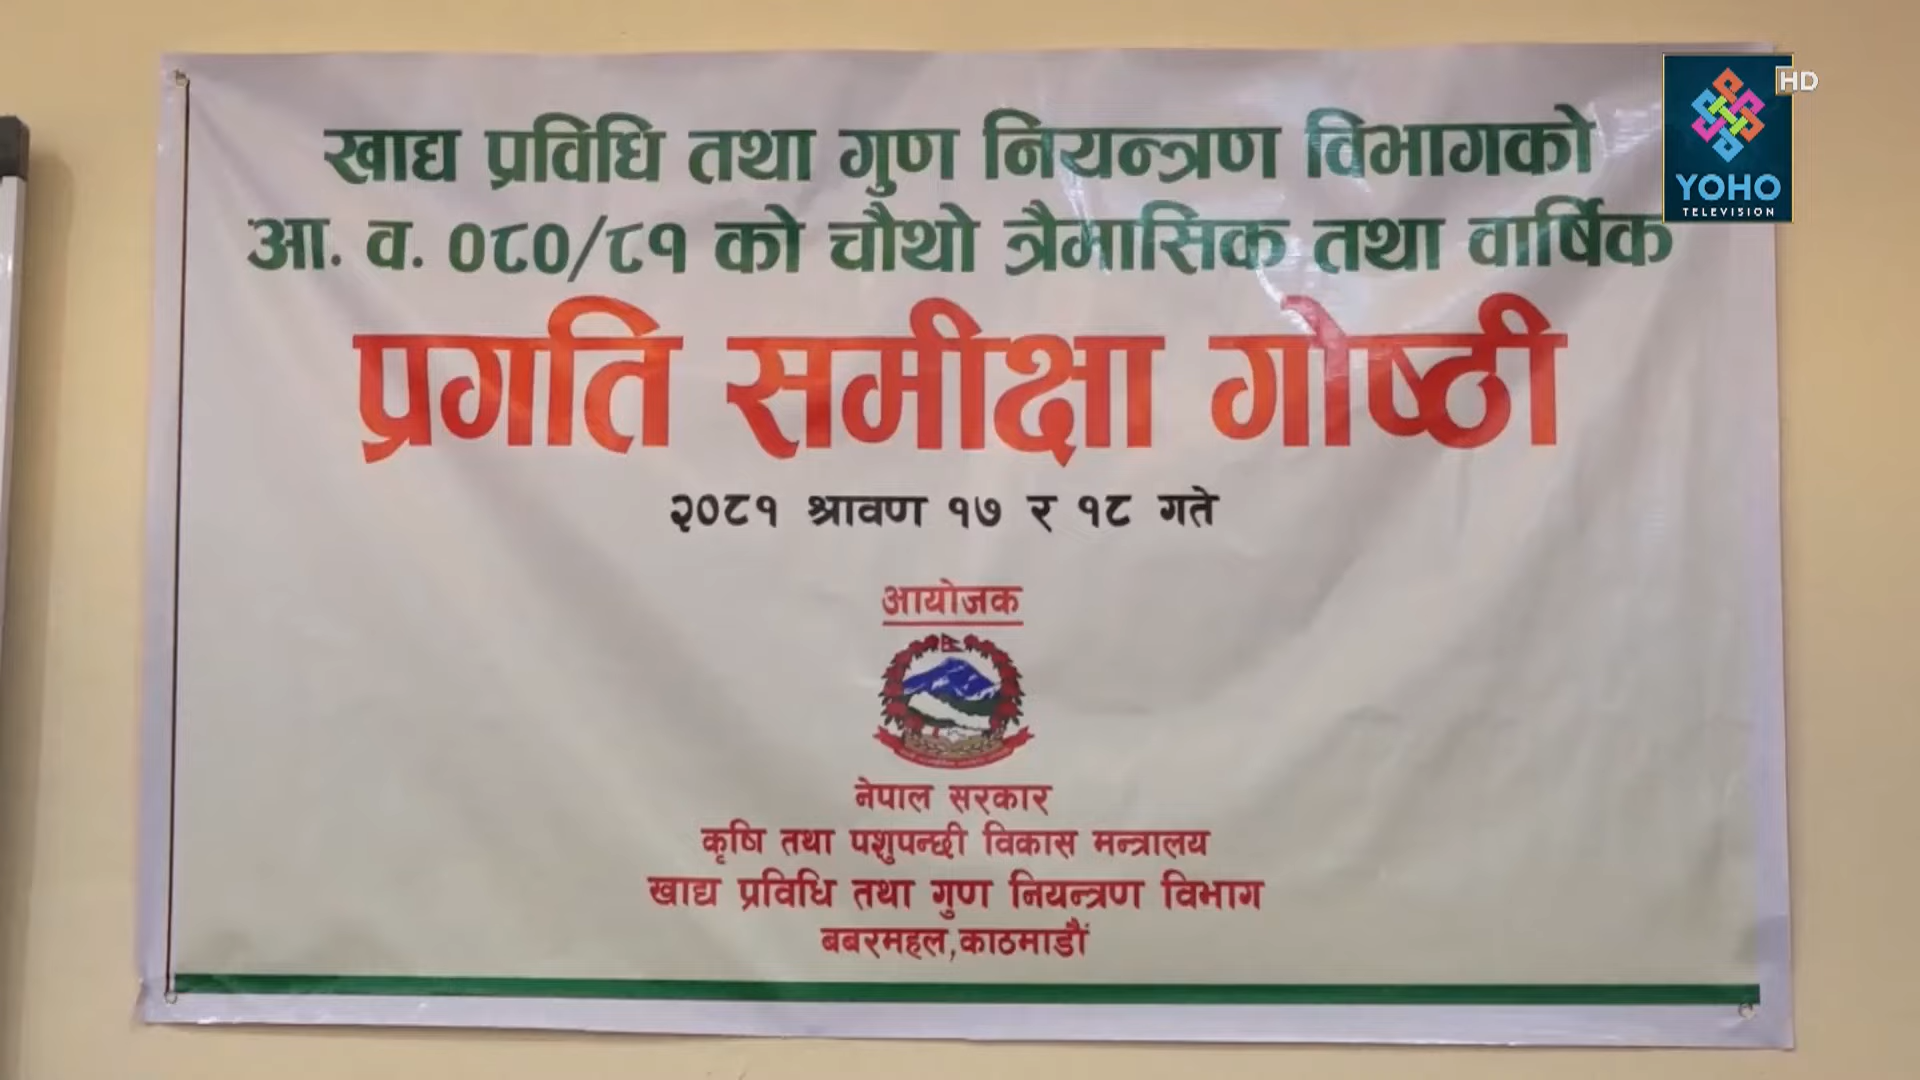 खाद्य प्रविधि तथा गुण नियन्त्रण विभागको
आ. व. ०८०/८१ को चौथो त्रैमासिक तथा वार्षिक
प्रगति समीक्षा गोष्ठी
२०८१ श्रावण १७ र १८ गते
आयोजक
नेपाल सरकार
कृषि तथा पशुपन्छी विकास मन्त्रालय
खाद्य प्रविधि तथा गुण नियन्त्रण विभाग
बबरमहल,काठमाडौं
HD
YOHO
TELEVISION